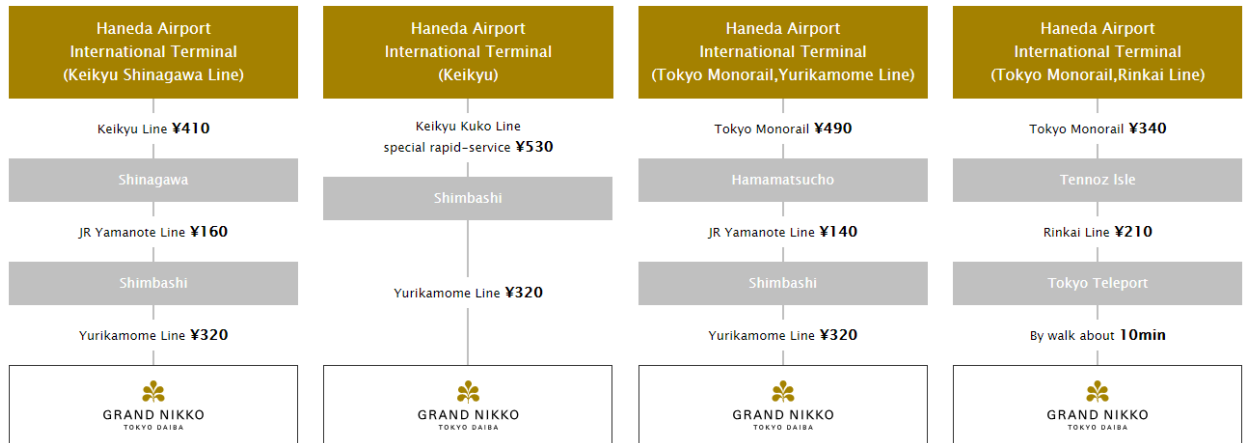 Haneda Airport
International Terminal
(Keikyu Shinagawa Line)
Keikyu Line ¥410
Shinagawa
JR Yamanote Line ¥160
Shimbashi
Yurikamome Line ¥320
GRAND NIKKO
TOKYO DAIBA
Haneda Airport
International Terminal
(Keikyu)
Keikyu Kuko Line
special rapid-service ¥530
Shimbashi
Yurikamome Line ¥320
GRAND NIKKO
TOKYO DAIBA
Haneda Airport
International Terminal
(Tokyo Monorail,Yurikamome Line)
Tokyo Monorail ¥490
Hamamatsucho
JR Yamanote Line ¥140
Shimbashi
Yurikamome Line ¥320
GRAND NIKKO
TOKYO DAIBA
Haneda Airport
International Terminal
(Tokyo Monorail,Rinkai Line)
Tokyo Monorail ¥340
Tennoz Isle
Rinkai Line ¥210
Tokyo Teleport
By walk about 10min
GRAND NIKKO
TOKYO DAIBA